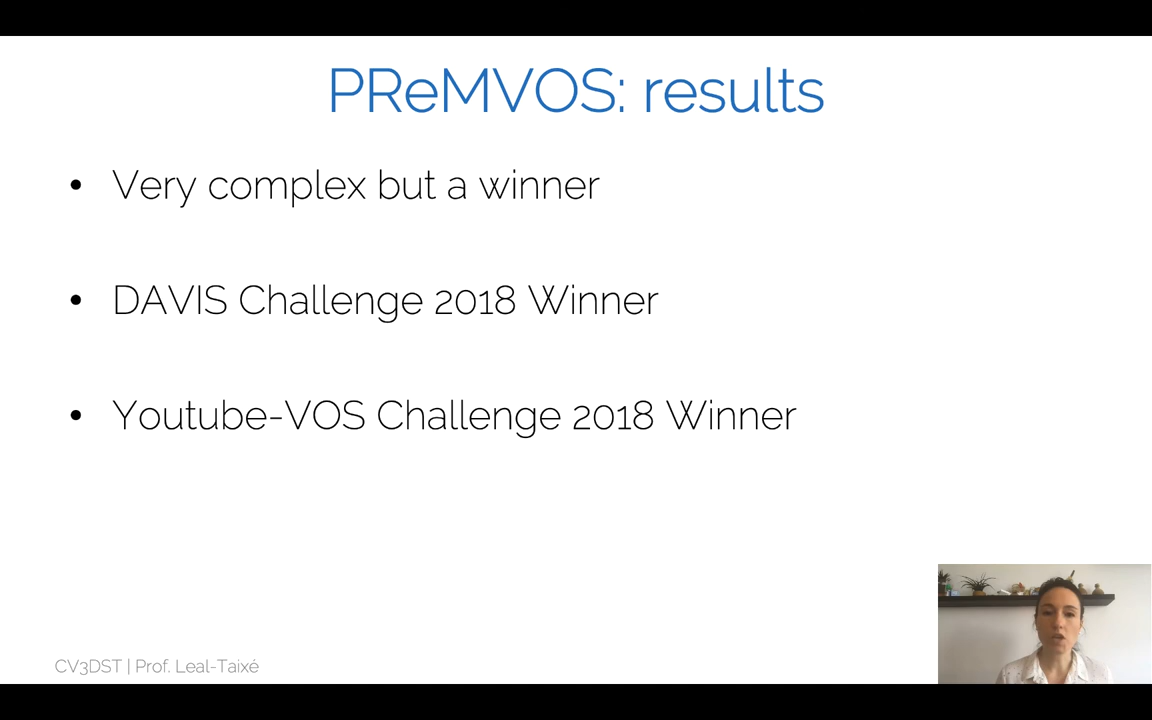 PReMVOS: results
• Very complex but a winner
• DAVIS Challenge 2018 Winner
• Youtube-VOS Challenge 2018 Winner
CV3DST | Prof. Leal-Taixé